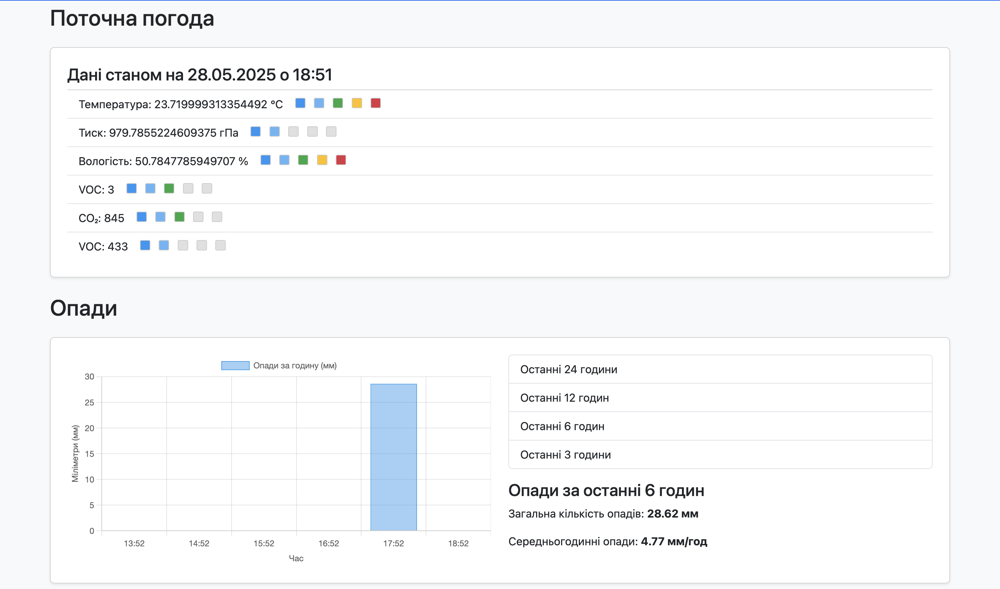 Поточна погода
Дані станом на 28.05.2025 о 18:51
Температура: 23.719999313354492 °C
Тиск: 979.7855224609375 гПа
Вологість: 50.7847785949707 %
VOC: 3
CO₂: 845
VOC: 433
Опади
Опади за годину (мм)
30
25
20
15
10
5
0
Міліметри (мм)
13:52 14:52 15:52 16:52 17:52 18:52
Час
Останні 24 години
Останні 12 годин
Останні 6 годин
Останні 3 години
Опади за останні 6 годин
Загальна кількість опадів: 28.62 мм
Середньогодинні опади: 4.77 мм/год